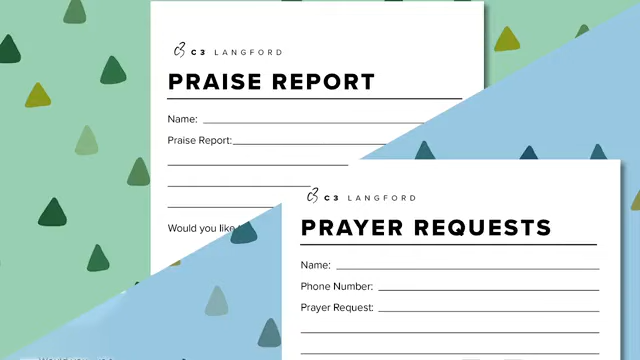 C3 LANGFORD
PRAISE REPORT
Name:
Praise Report:
Would you like
C3 LANGFORD
PRAYER REQUESTS
Name:
Phone Number:
Prayer Request: